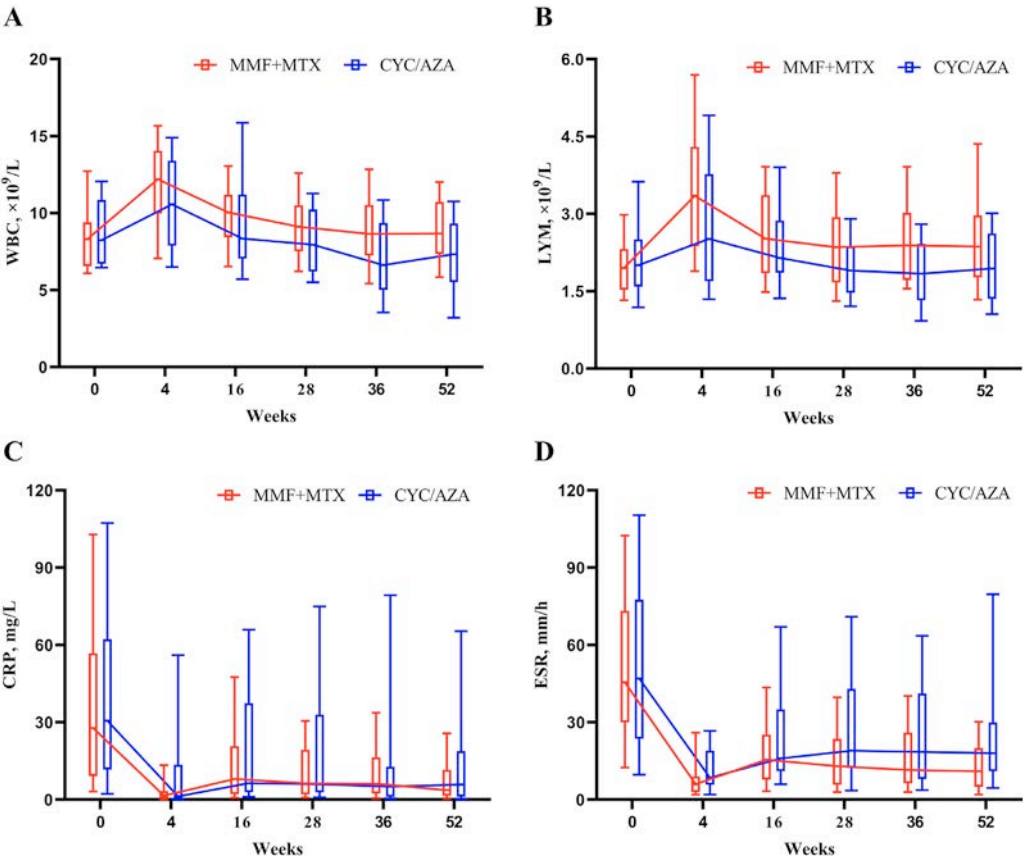 A
WBC, ×10⁹/L
MMF+MTX CYC/AZA
20
15
10
5
0
0 4 16 28 36 52
Weeks
B
LYM, ×10⁹/L
MMF+MTX CYC/AZA
6.0
4.5
3.0
1.5
0.0
0 4 16 28 36 52
Weeks
C
CRP, mg/L
MMF+MTX CYC/AZA
120
90
60
30
0
0 4 16 28 36 52
Weeks
D
ESR, mm/h
MMF+MTX CYC/AZA
120
90
60
30
0
0 4 16 28 36 52
Weeks